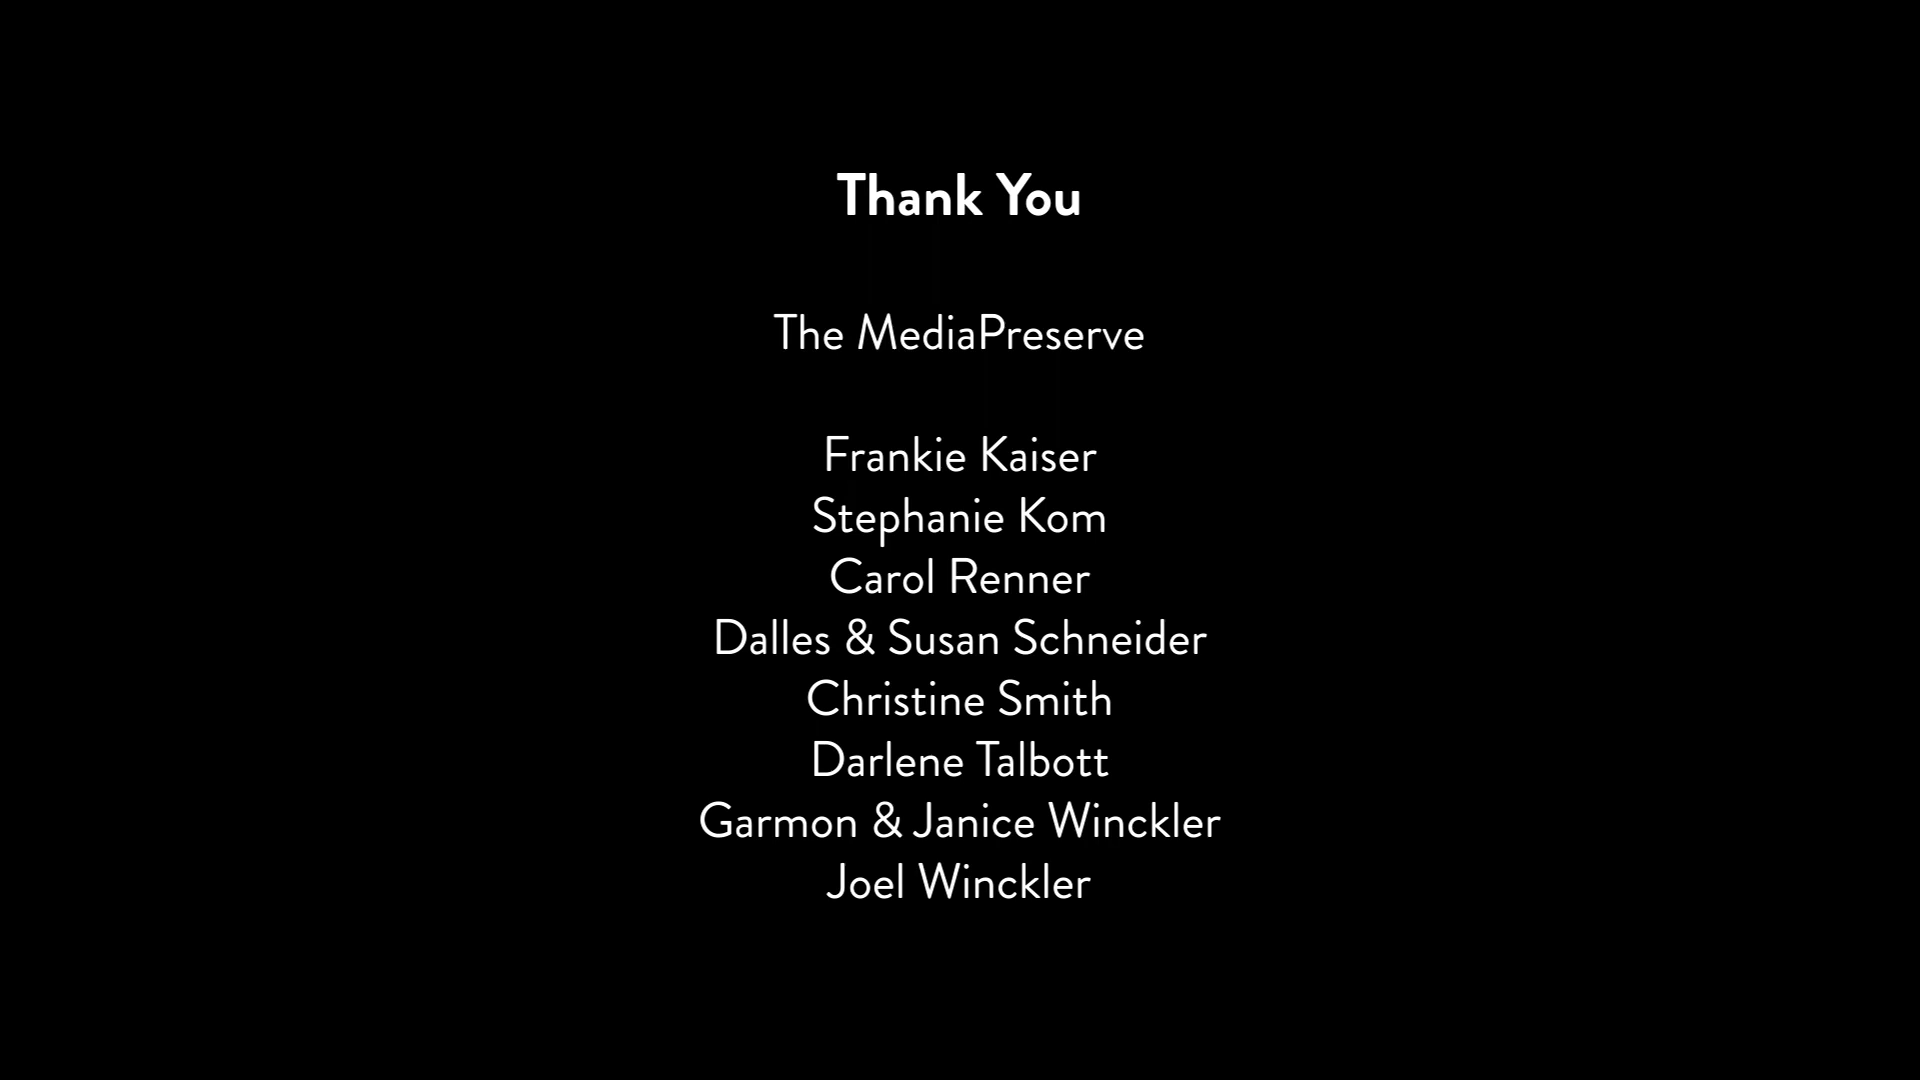 Thank You
The MediaPreserve
Frankie Kaiser
Stephanie Kom
Carol Renner
Dalles & Susan Schneider
Christine Smith
Darlene Talbott
Garmon & Janice Winckler
Joel Winckler